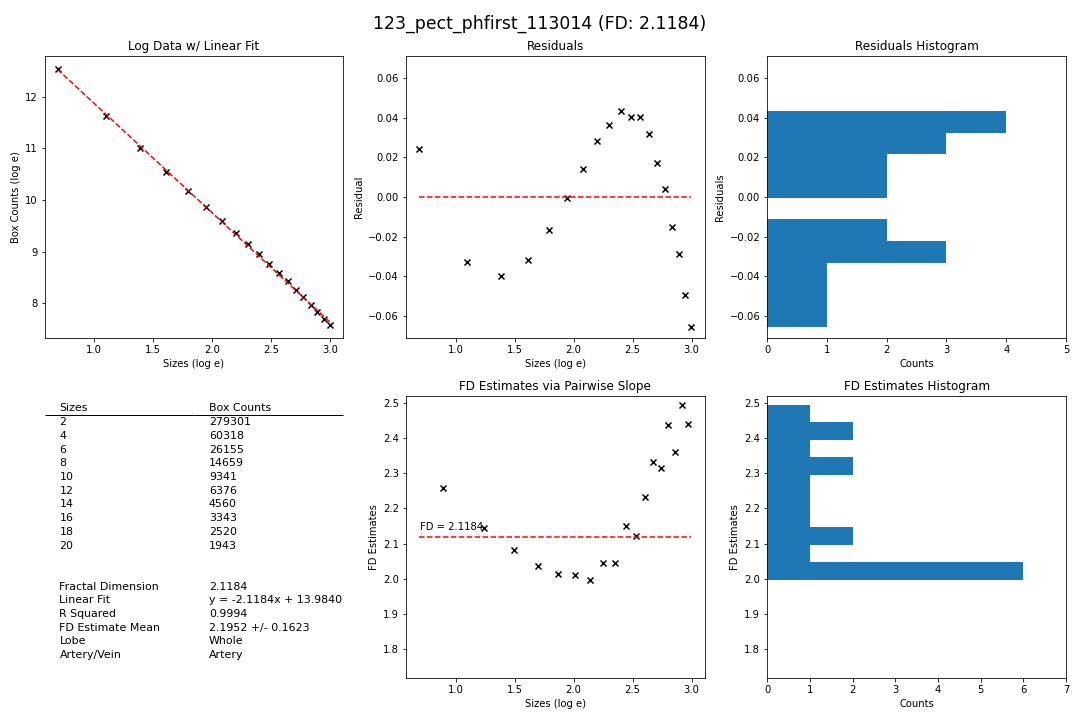 123_pect_phfirst_113014 (FD: 2.1184)
Log Data w/ Linear Fit
Box Counts (log e)
12
11
10
9
8
1.0 1.5 2.0 2.5 3.0
Sizes (log e)
Residuals
Residual
0.06
0.04
0.02
0.00
−0.02
−0.04
−0.06
1.0 1.5 2.0 2.5 3.0
Sizes (log e)
Residuals Histogram
Residuals
0.06
0.04
0.02
0.00
−0.02
−0.04
−0.06
0 1 2 3 4 5
Counts
Sizes Box Counts
2 279301
4 60318
6 26155
8 14659
10 9341
12 6376
14 4560
16 3343
18 2520
20 1943
Fractal Dimension 2.1184
Linear Fit y = -2.1184x + 13.9840
R Squared 0.9994
FD Estimate Mean 2.1952 +/- 0.1623
Lobe Whole
Artery/Vein Artery
FD Estimates via Pairwise Slope
FD Estimates
2.5
2.4
2.3
2.2
2.1
2.0
1.9
1.8
FD = 2.1184
1.0 1.5 2.0 2.5 3.0
Sizes (log e)
FD Estimates Histogram
FD Estimates
2.5
2.4
2.3
2.2
2.1
2.0
1.9
1.8
0 1 2 3 4 5 6 7
Counts